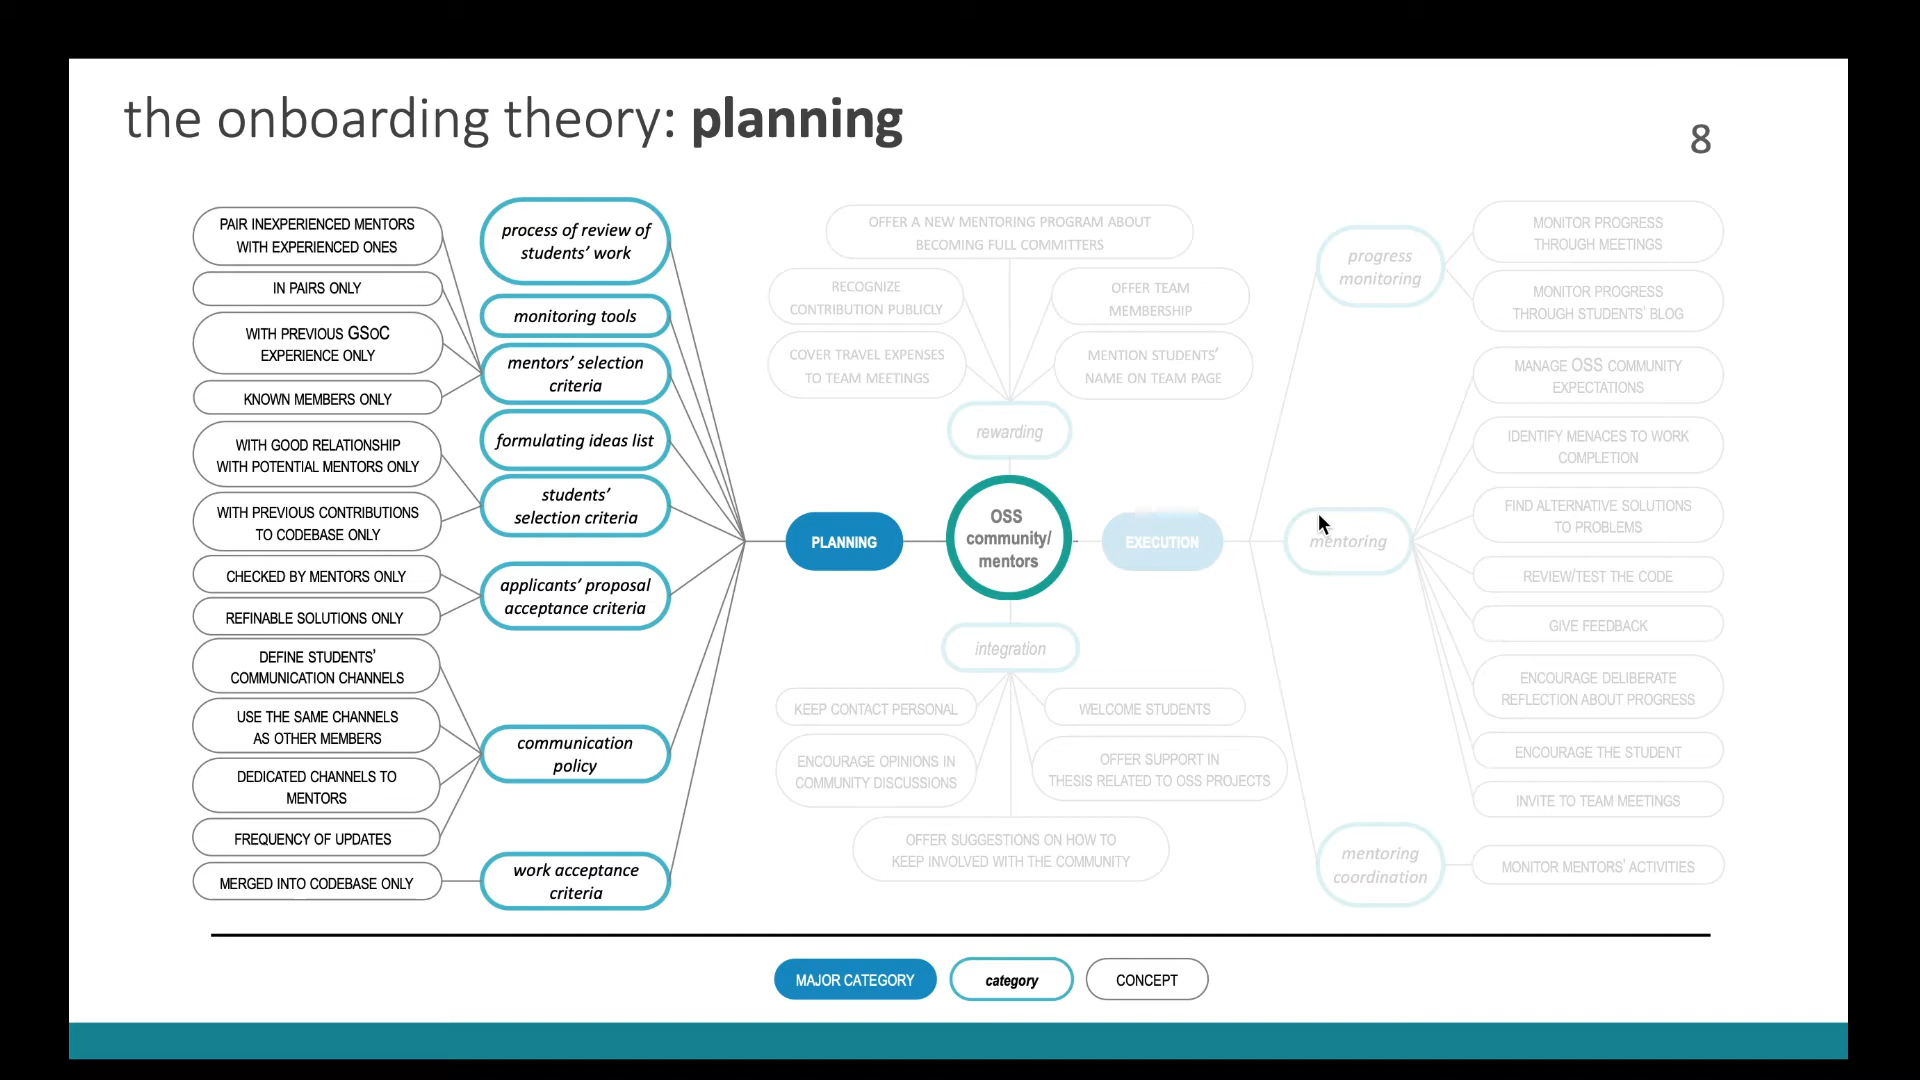 the onboarding theory: planning
8
PAIR INEXPERIENCED MENTORS
WITH EXPERIENCED ONES
IN PAIRS ONLY
WITH PREVIOUS GSoC
EXPERIENCE ONLY
KNOWN MEMBERS ONLY
WITH GOOD RELATIONSHIP
WITH POTENTIAL MENTORS ONLY
WITH PREVIOUS CONTRIBUTIONS
TO CODEBASE ONLY
CHECKED BY MENTORS ONLY
REFINABLE SOLUTIONS ONLY
DEFINE STUDENTS'
COMMUNICATION CHANNELS
USE THE SAME CHANNELS
AS OTHER MEMBERS
DEDICATED CHANNELS TO
MENTORS
FREQUENCY OF UPDATES
MERGED INTO CODEBASE ONLY
process of review of
students' work
monitoring tools
mentors' selection
criteria
formulating ideas list
students'
selection criteria
applicants' proposal
acceptance criteria
communication
policy
work acceptance
criteria
PLANNING
OFFER A NEW MENTORING PROGRAM ABOUT
BECOMING FULL COMMITTERS
RECOGNIZE
CONTRIBUTION PUBLICLY
OFFER TEAM
MEMBERSHIP
COVER TRAVEL EXPENSES
TO TEAM MEETINGS
MENTION STUDENTS'
NAME ON TEAM PAGE
rewarding
OSS
community/
mentors
EXECUTION
integration
KEEP CONTACT PERSONAL
WELCOME STUDENTS
ENCOURAGE OPINIONS IN
COMMUNITY DISCUSSIONS
OFFER SUPPORT IN
THESIS RELATED TO OSS PROJECTS
OFFER SUGGESTIONS ON HOW TO
KEEP INVOLVED WITH THE COMMUNITY
progress
monitoring
mentoring
mentoring
coordination
MONITOR PROGRESS
THROUGH MEETINGS
MONITOR PROGRESS
THROUGH STUDENTS' BLOG
MANAGE OSS COMMUNITY
EXPECTATIONS
IDENTIFY MENACES TO WORK
COMPLETION
FIND ALTERNATIVE SOLUTIONS
TO PROBLEMS
REVIEW/TEST THE CODE
GIVE FEEDBACK
ENCOURAGE DELIBERATE
REFLECTION ABOUT PROGRESS
ENCOURAGE THE STUDENT
INVITE TO TEAM MEETINGS
MONITOR MENTORS' ACTIVITIES
MAJOR CATEGORY
category
CONCEPT